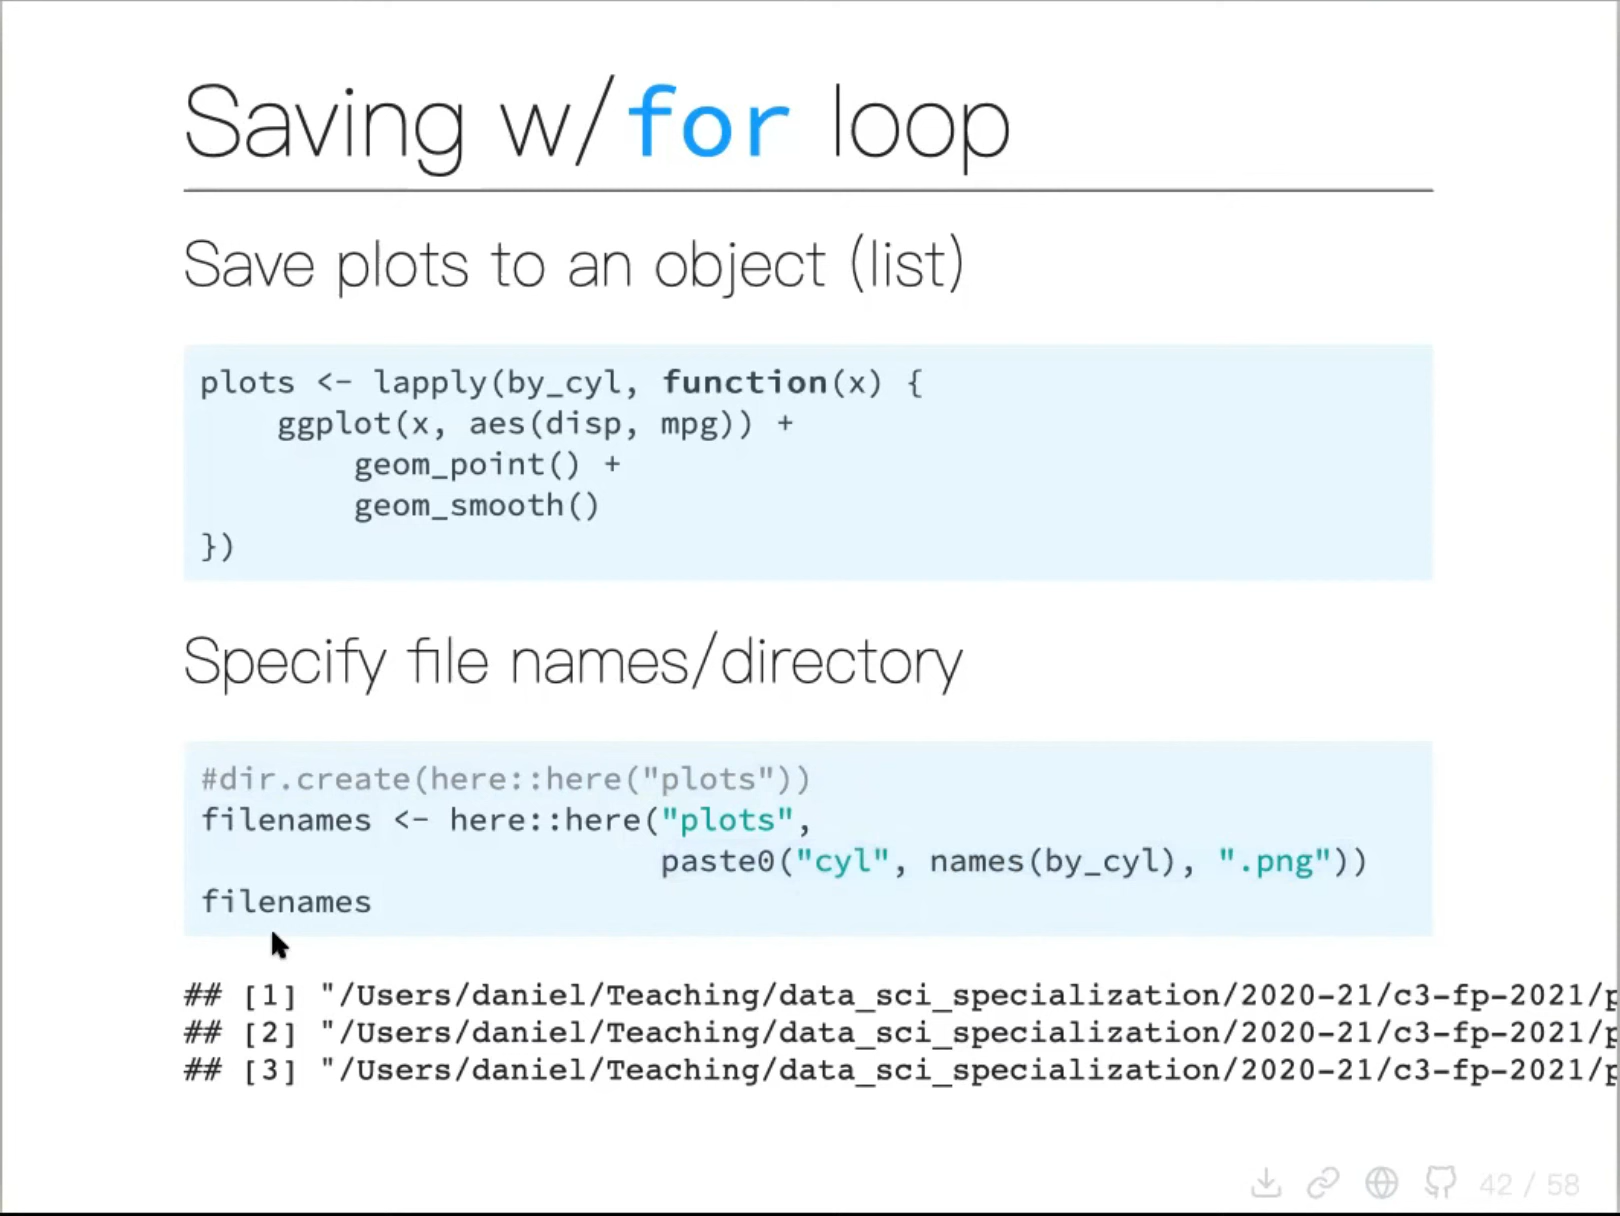 Saving w/for loop
Save plots to an object (list)
plots <- lapply(by_cyl, function(x) {
    ggplot(x, aes(disp, mpg)) +
        geom_point() +
        geom_smooth()
})
Specify file names/directory
#dir.create(here::here("plots"))
filenames <- here::here("plots",
                        paste0("cyl", names(by_cyl), ".png"))
filenames
## [1] "/Users/daniel/Teaching/data_sci_specialization/2020-21/c3-fp-2021/p
## [2] "/Users/daniel/Teaching/data_sci_specialization/2020-21/c3-fp-2021/p
## [3] "/Users/daniel/Teaching/data_sci_specialization/2020-21/c3-fp-2021/p
42 / 58